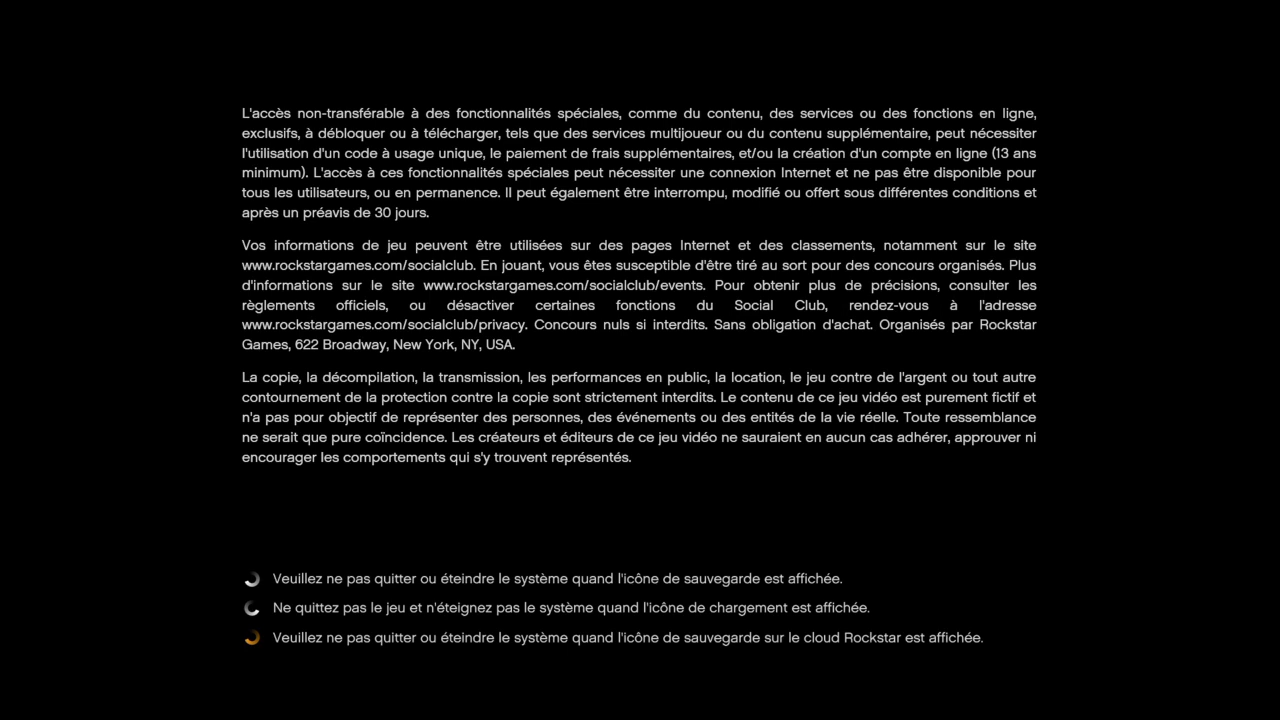 L'accès non-transférable à des fonctionnalités spéciales, comme du contenu, des services ou des fonctions en ligne,
exclusifs, à débloquer ou à télécharger, tels que des services multijoueur ou du contenu supplémentaire, peut nécessiter
l'utilisation d'un code à usage unique, le paiement de frais supplémentaires, et/ou la création d'un compte en ligne (13 ans
minimum). L'accès à ces fonctionnalités spéciales peut nécessiter une connexion Internet et ne pas être disponible pour
tous les utilisateurs, ou en permanence. Il peut également être interrompu, modifié ou offert sous différentes conditions et
après un préavis de 30 jours.
Vos informations de jeu peuvent être utilisées sur des pages Internet et des classements, notamment sur le site
www.rockstargames.com/socialclub. En jouant, vous êtes susceptible d'être tiré au sort pour des concours organisés. Plus
d'informations sur le site www.rockstargames.com/socialclub/events. Pour obtenir plus de précisions, consulter les
règlements officiels, ou désactiver certaines fonctions du Social Club, rendez-vous à l'adresse
www.rockstargames.com/socialclub/privacy. Concours nuls si interdits. Sans obligation d'achat. Organisés par Rockstar
Games, 622 Broadway, New York, NY, USA.
La copie, la décompilation, la transmission, les performances en public, la location, le jeu contre de l'argent ou tout autre
contournement de la protection contre la copie sont strictement interdits. Le contenu de ce jeu vidéo est purement fictif et
n'a pas pour objectif de représenter des personnes, des événements ou des entités de la vie réelle. Toute ressemblance
ne serait que pure coïncidence. Les créateurs et éditeurs de ce jeu vidéo ne sauraient en aucun cas adhérer, approuver ni
encourager les comportements qui s'y trouvent représentés.
Veuillez ne pas quitter ou éteindre le système quand l'icône de sauvegarde est affichée.
Ne quittez pas le jeu et n'éteignez pas le système quand l'icône de chargement est affichée.
Veuillez ne pas quitter ou éteindre le système quand l'icône de sauvegarde sur le cloud Rockstar est affichée.